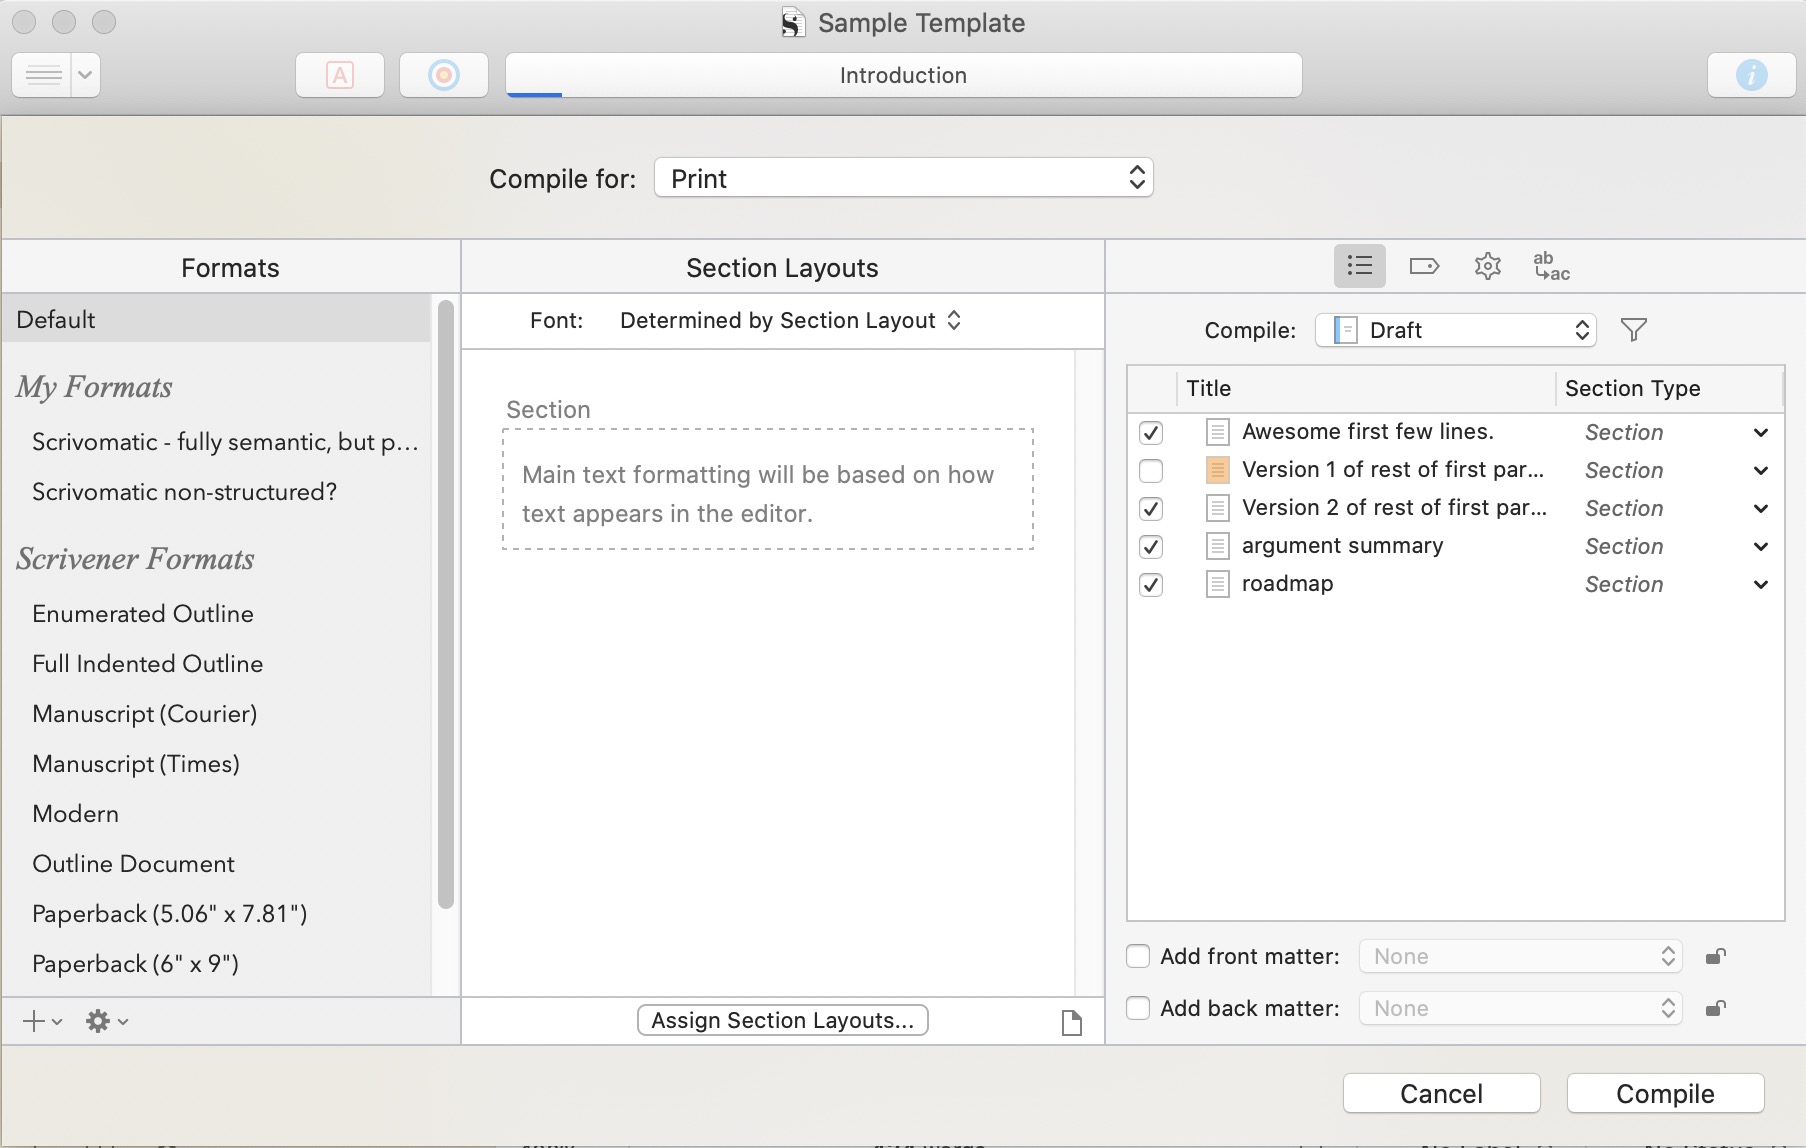 Sample Template
A
Introduction
i
Compile for: Print
Formats
Section Layouts
ab
ac
Default
Font: Determined by Section Layout
Compile: Draft
My Formats
Scrivomatic - fully semantic, but p...
Scrivomatic non-structured?
Scrivener Formats
Enumerated Outline
Full Indented Outline
Manuscript (Courier)
Manuscript (Times)
Modern
Outline Document
Paperback (5.06" x 7.81")
Paperback (6" x 9")
Section
Main text formatting will be based on how
text appears in the editor.
Assign Section Layouts...
Title Section Type
Awesome first few lines. Section
Version 1 of rest of first par... Section
Version 2 of rest of first par... Section
argument summary Section
roadmap Section
Add front matter: None
Add back matter: None
Cancel Compile